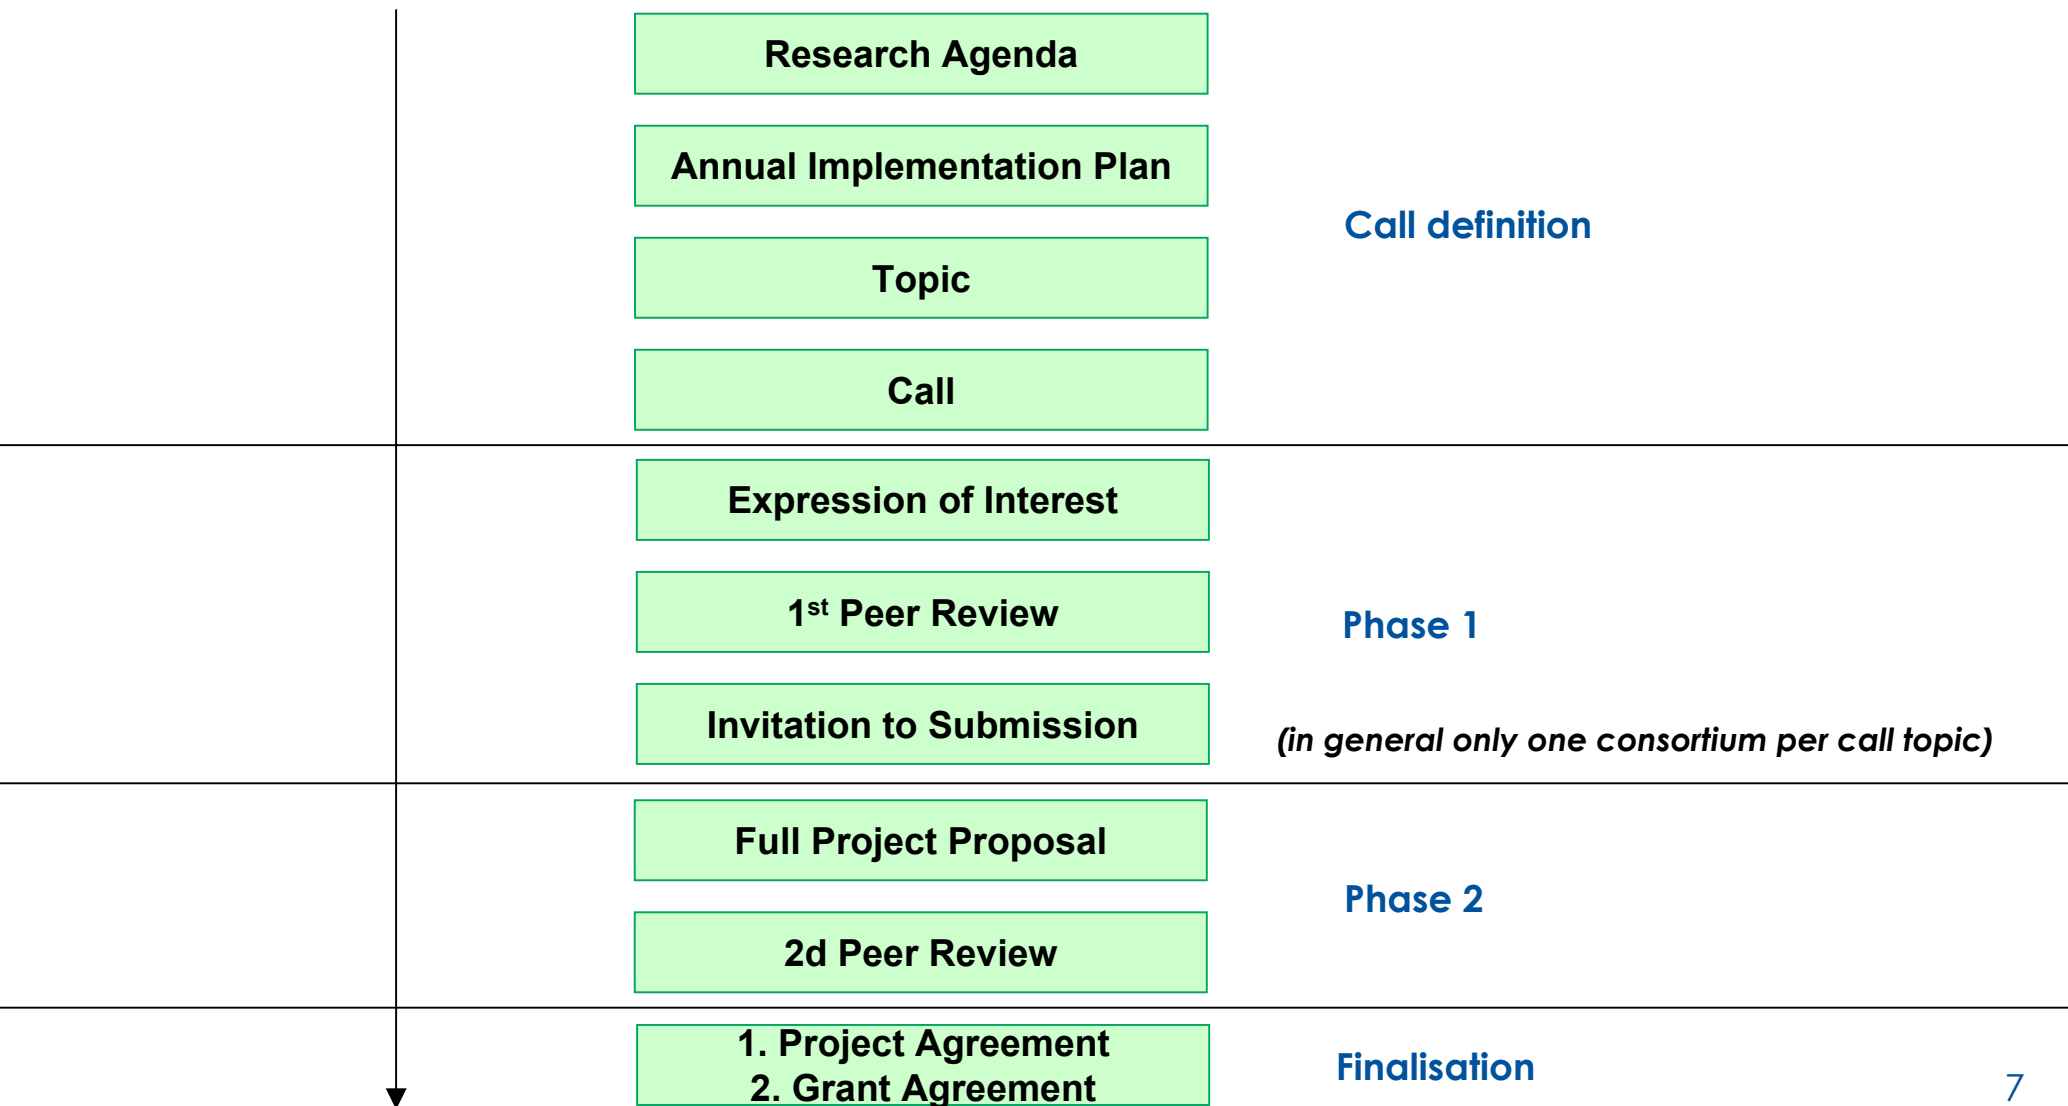 Research Agenda
Annual Implementation Plan
Call definition
Topic
Call
Expression of Interest
1st Peer Review
Phase 1
Invitation to Submission
(in general only one consortium per call topic)
Full Project Proposal
Phase 2
2d Peer Review
1. Project Agreement
2. Grant Agreement
Finalisation
7